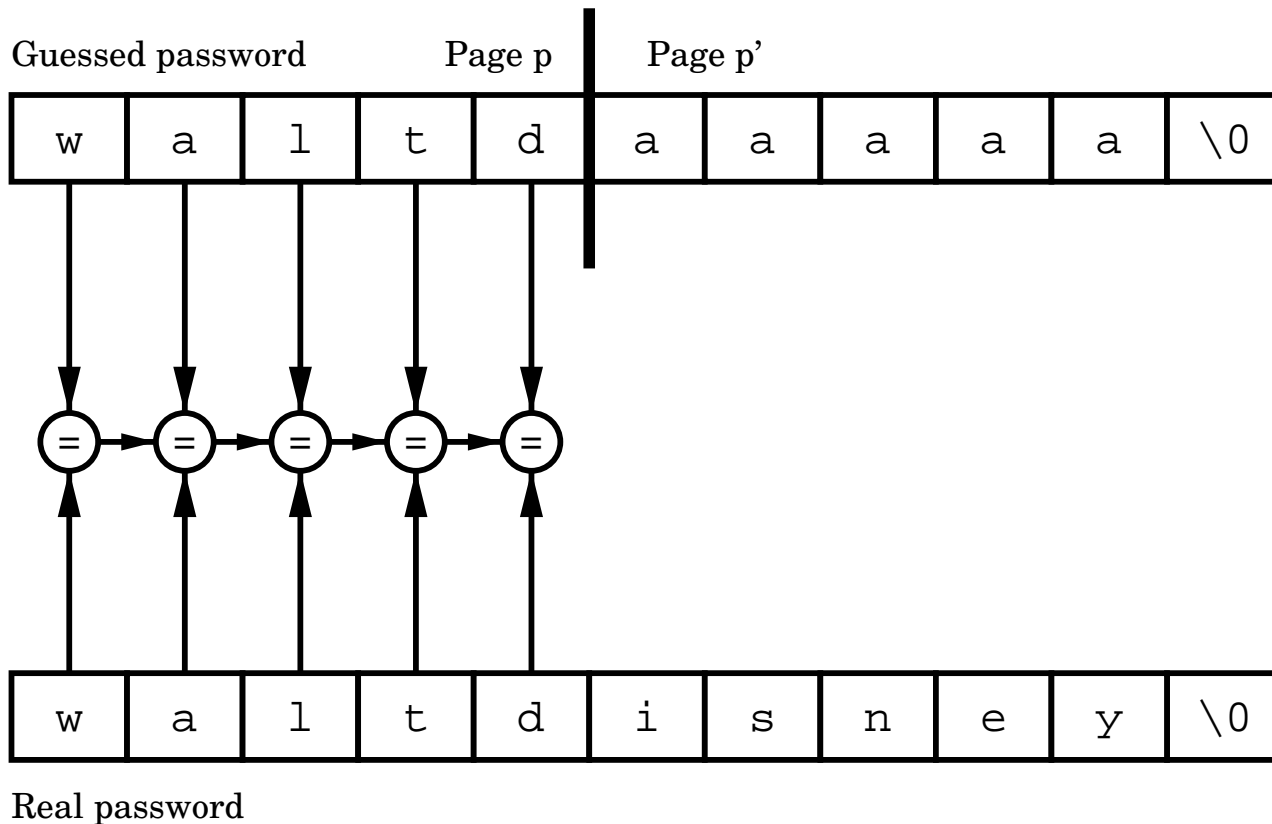 Guessed password Page p Page p’
w a l t d a a a a a \0
= = = = =
w a l t d i s n e y \0
Real password